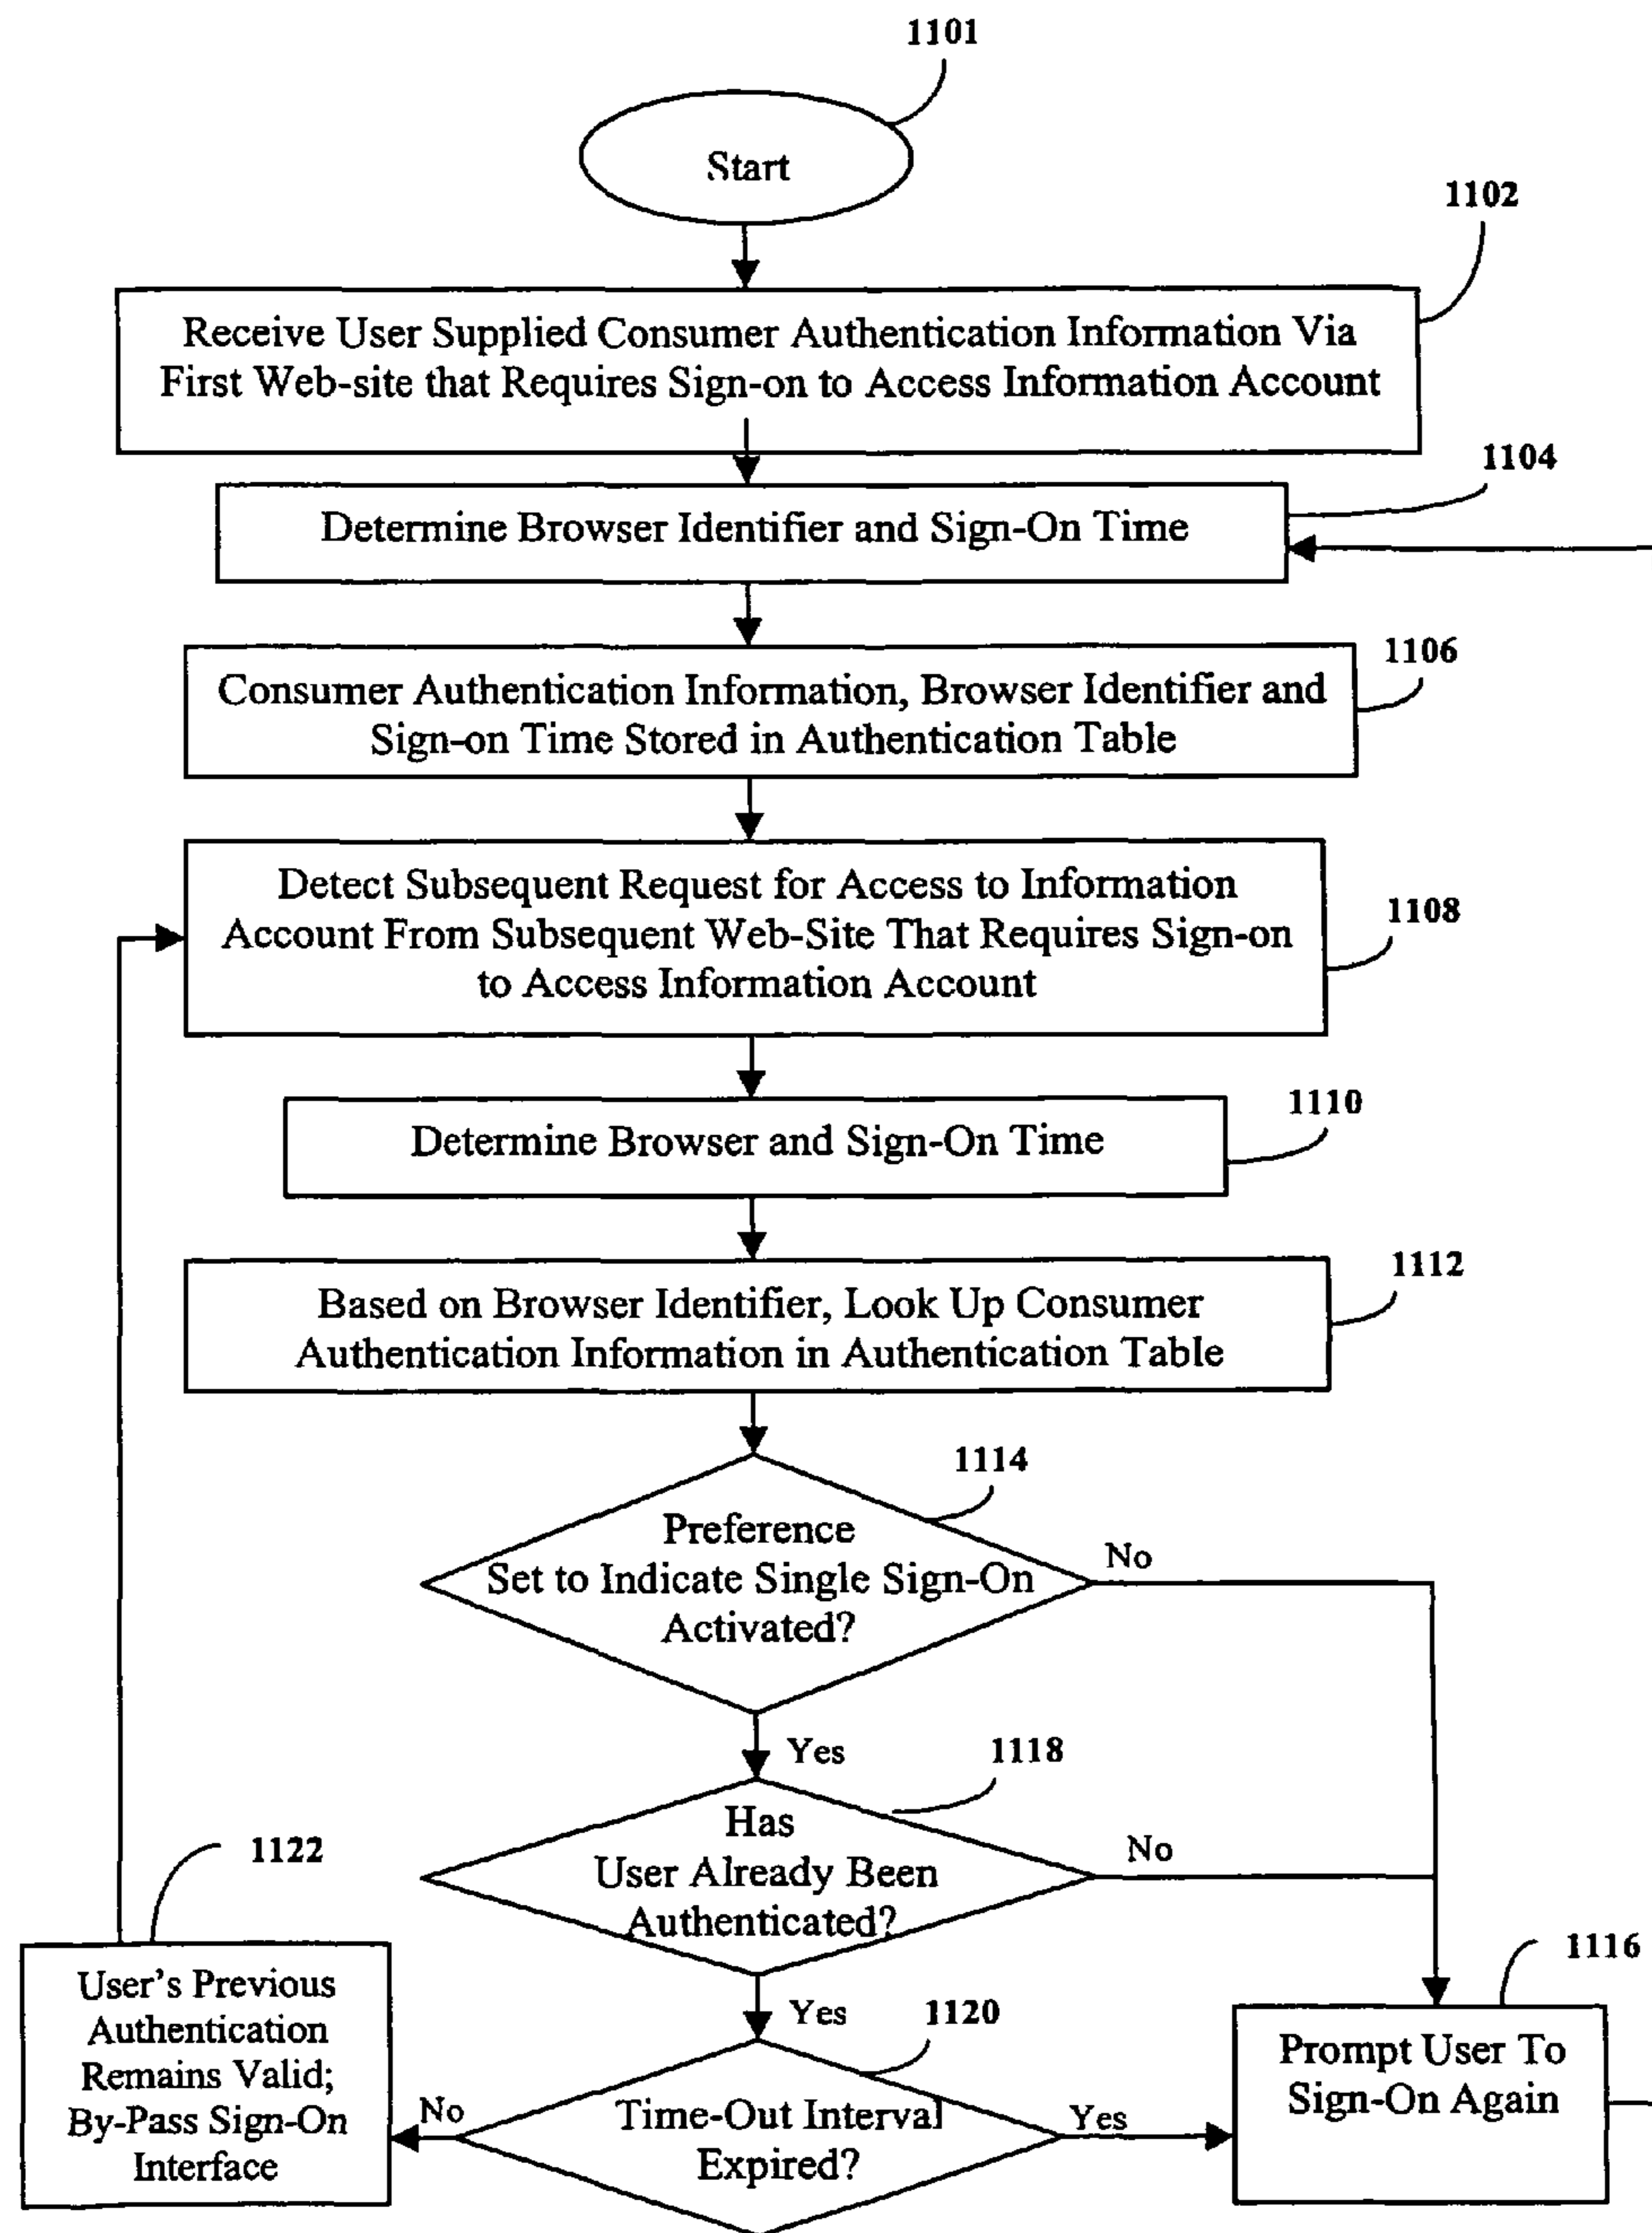 1101
Start
1102
Receive User Supplied Consumer Authentication Information Via
First Web-site that Requires Sign-on to Access Information Account
1104
Determine Browser Identifier and Sign-On Time
1106
Consumer Authentication Information, Browser Identifier and
Sign-on Time Stored in Authentication Table
1108
Detect Subsequent Request for Access to Information
Account From Subsequent Web-Site That Requires Sign-on
to Access Information Account
1110
Determine Browser and Sign-On Time
1112
Based on Browser Identifier, Look Up Consumer
Authentication Information in Authentication Table
1114
Preference
Set to Indicate Single Sign-On
Activated?
No
Yes
1118
Has
User Already Been
Authenticated?
No
Yes
1122
User's Previous
Authentication
Remains Valid;
By-Pass Sign-On
Interface
1120
Time-Out Interval
Expired?
No
Yes
1116
Prompt User To
Sign-On Again